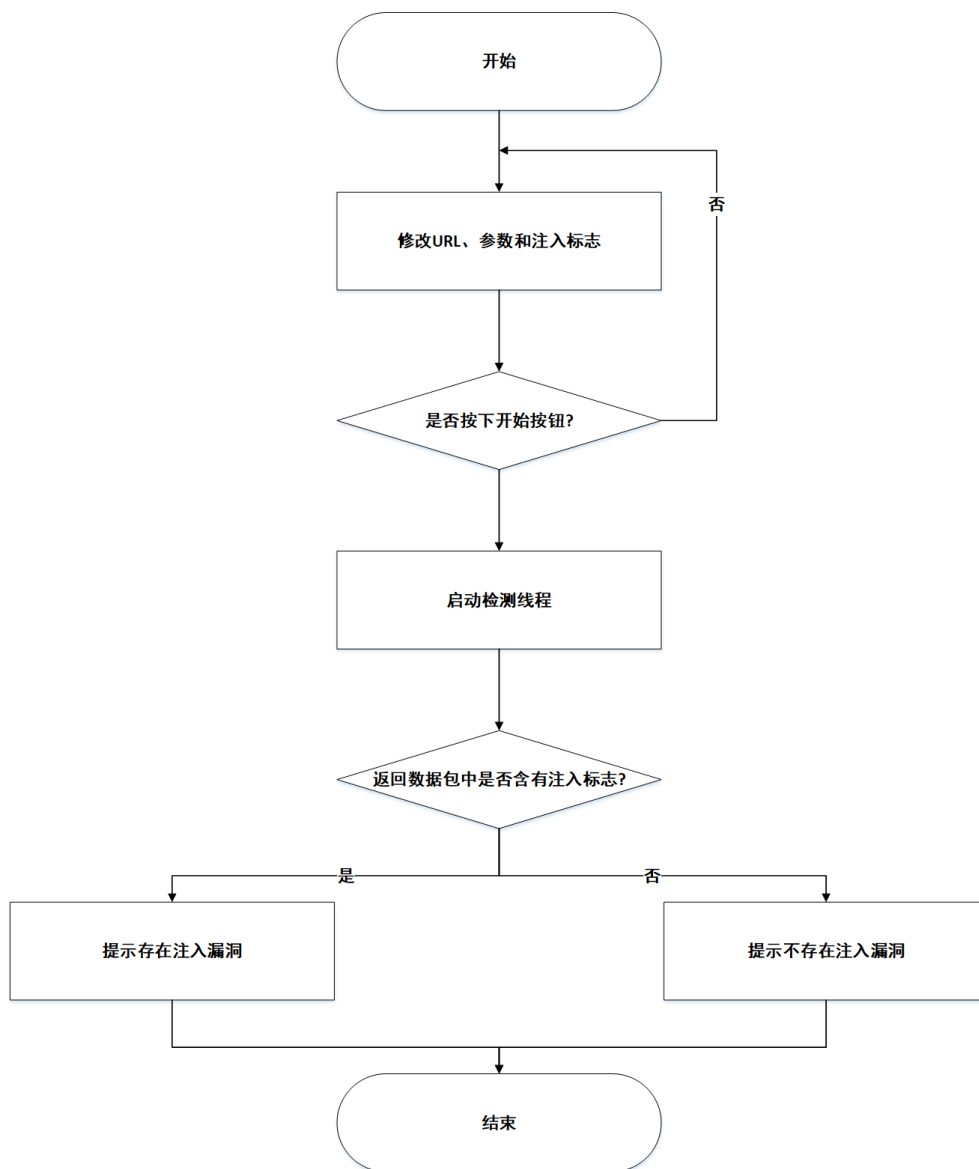 开始
否
修改URL、参数和注入标志
是否按下开始按钮?
启动检测线程
返回数据包中是否含有注入标志?
是
否
提示存在注入漏洞
提示不存在注入漏洞
结束